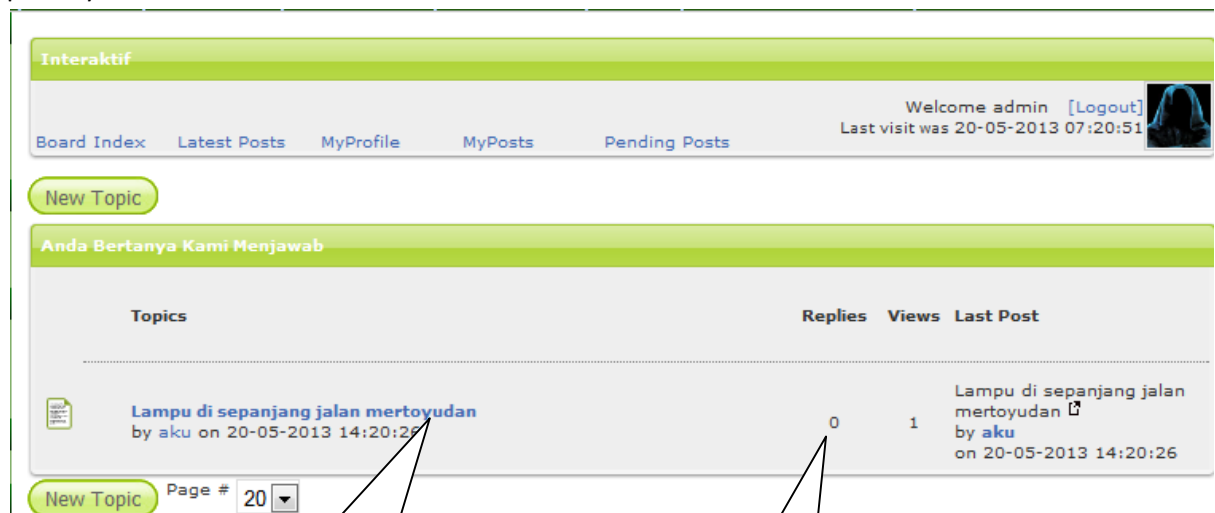 Interaktif
Welcome admin [Logout]
Last visit was 20-05-2013 07:20:51
Board Index Latest Posts MyProfile MyPosts Pending Posts
New Topic
Anda Bertanya Kami Menjawab
Topics Replies Views Last Post
Lampu di sepanjang jalan mertoyudan
by aku on 20-05-2013 14:20:26
0 1
Lampu di sepanjang jalan
mertoyudan
by aku
on 20-05-2013 14:20:26
New Topic Page # 20